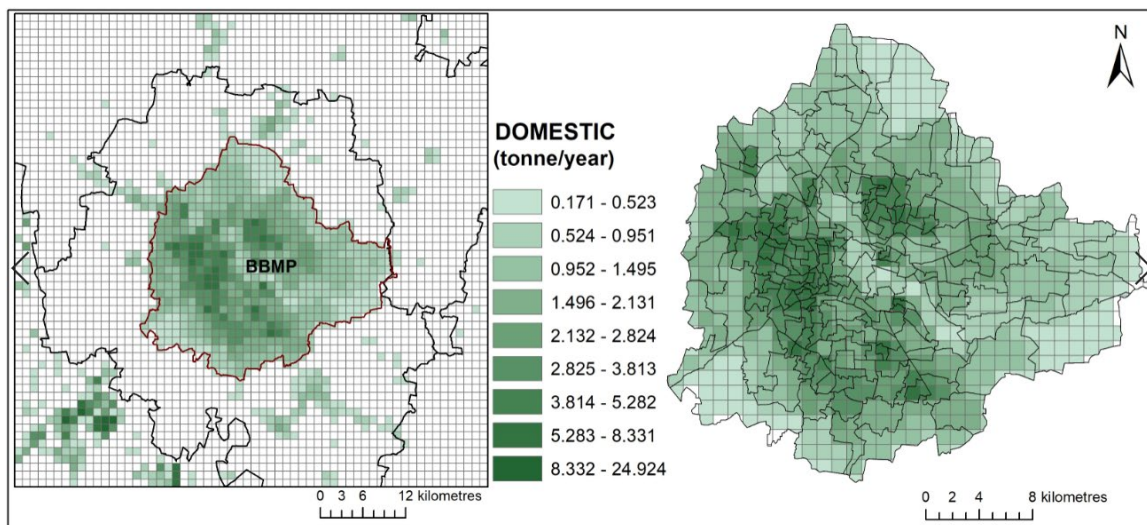 BBMP
0 3 6 12 kilometres
DOMESTIC
(tonne/year)
0.171 - 0.523
0.524 - 0.951
0.952 - 1.495
1.496 - 2.131
2.132 - 2.824
2.825 - 3.813
3.814 - 5.282
5.283 - 8.331
8.332 - 24.924
N
0 2 4 8 kilometres